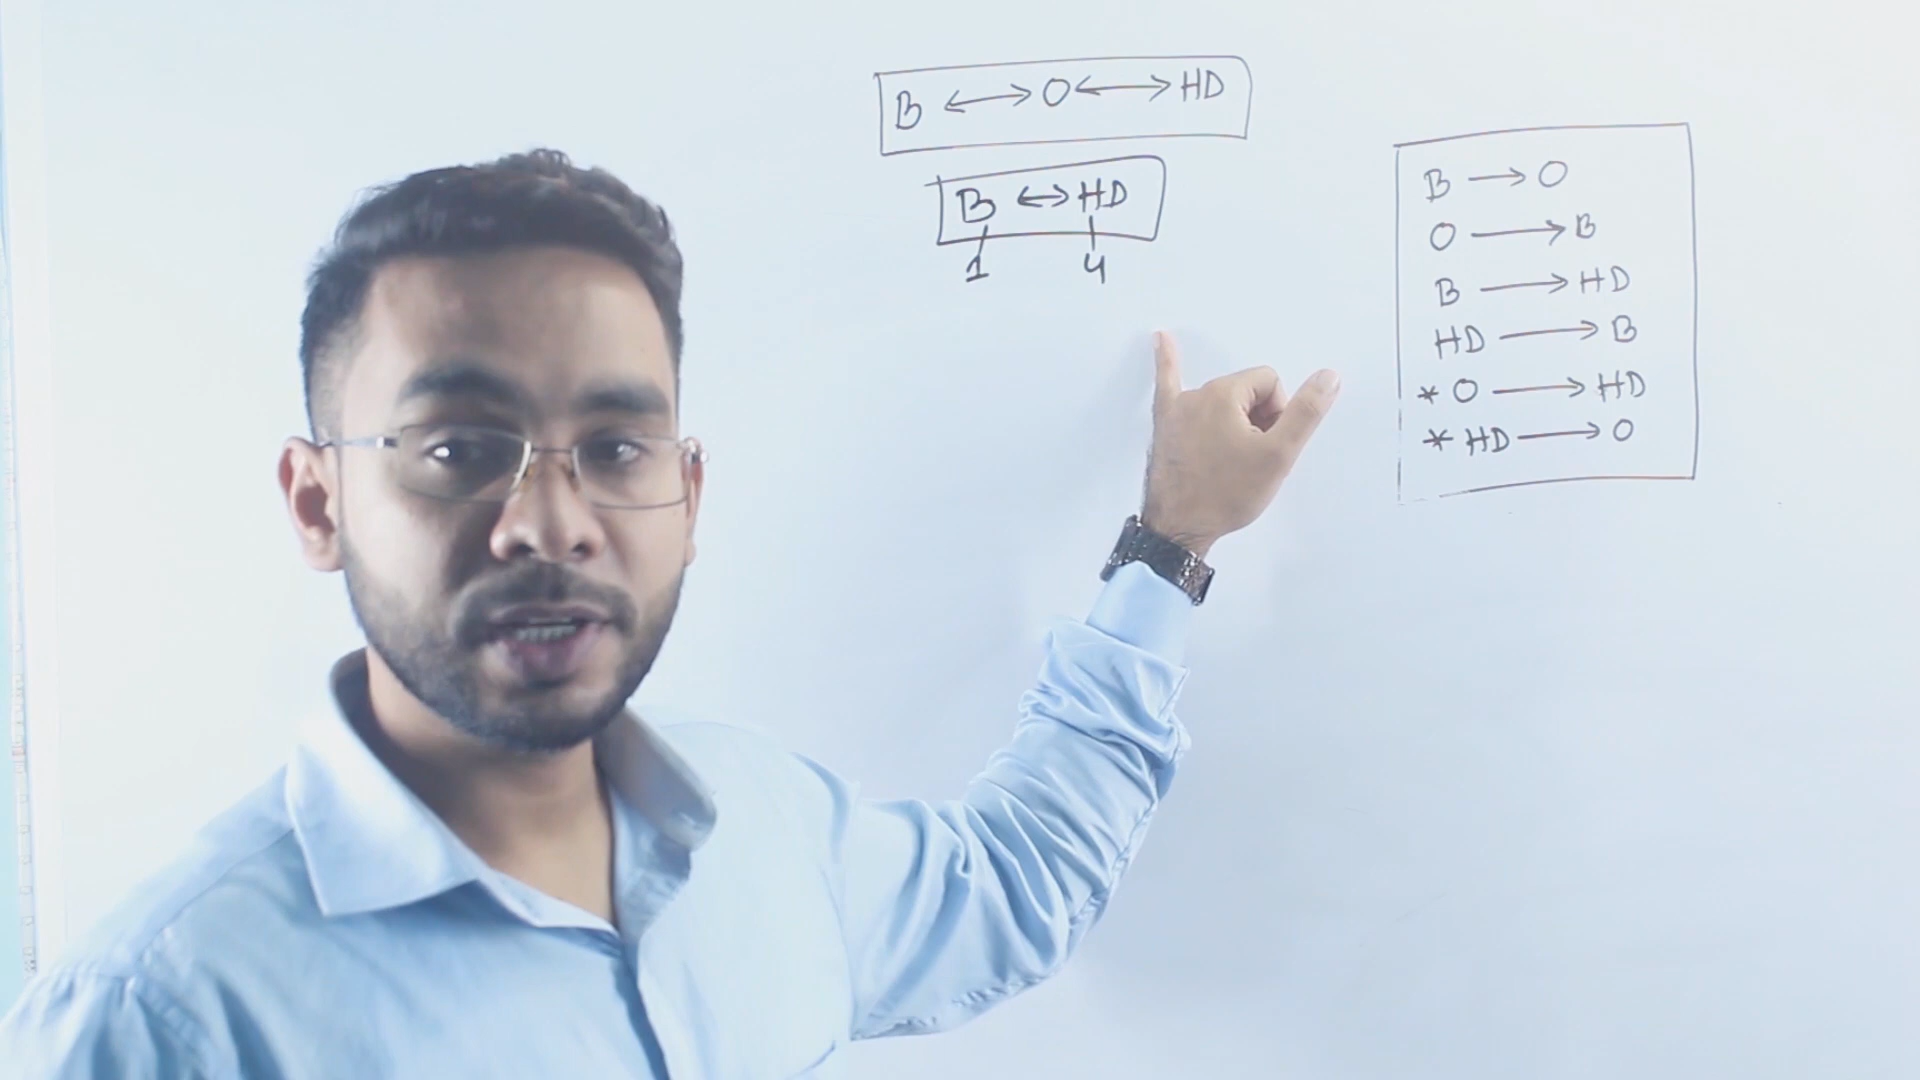 B ↔ O ↔ HD
B ↔ HD
1 4
B → O
O → B
B → HD
HD → B
* O → HD
* HD → O